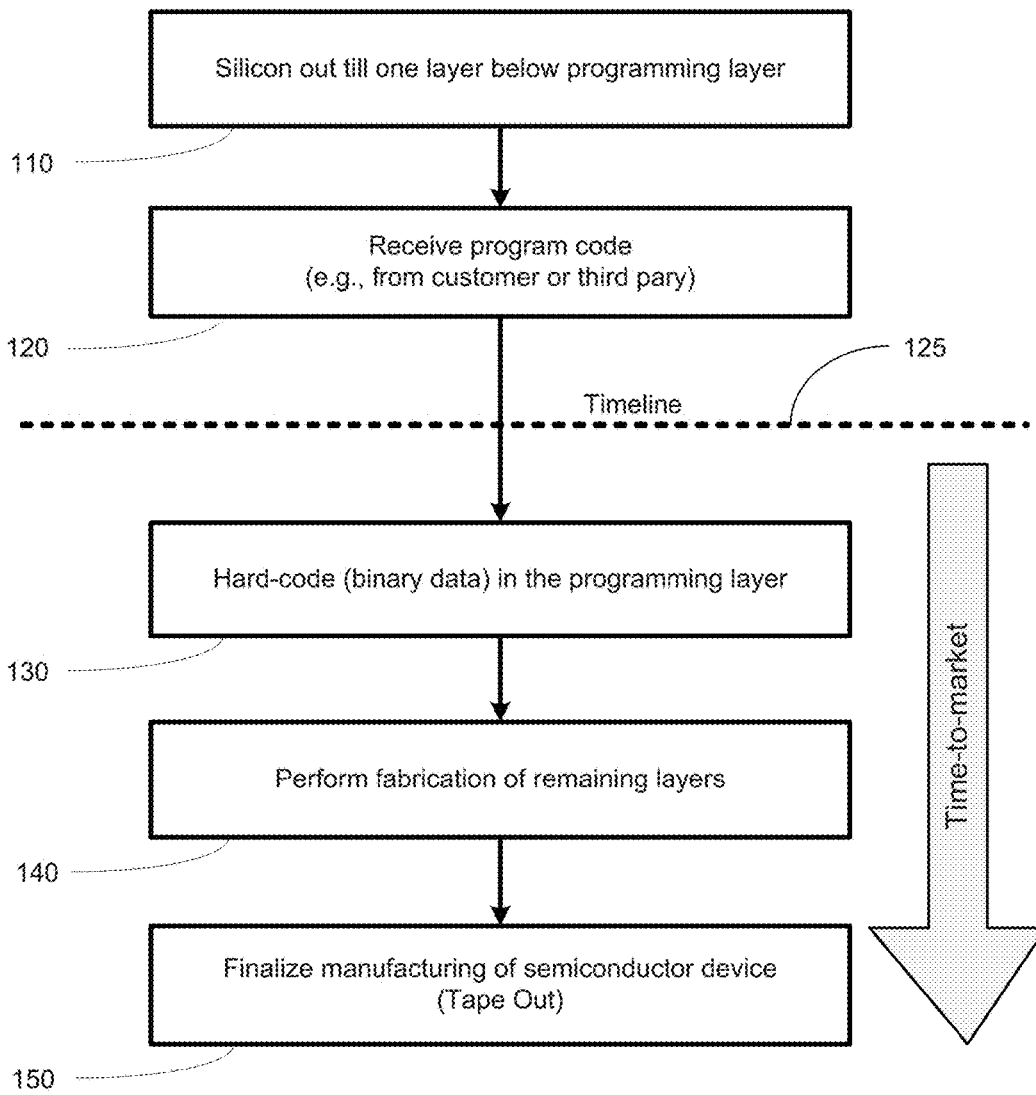 Silicon out till one layer below programming layer
110
Receive program code
(e.g., from customer or third pary)
120
125
Timeline
Hard-code (binary data) in the programming layer
130
Time-to-market
Perform fabrication of remaining layers
140
Finalize manufacturing of semiconductor device
(Tape Out)
150